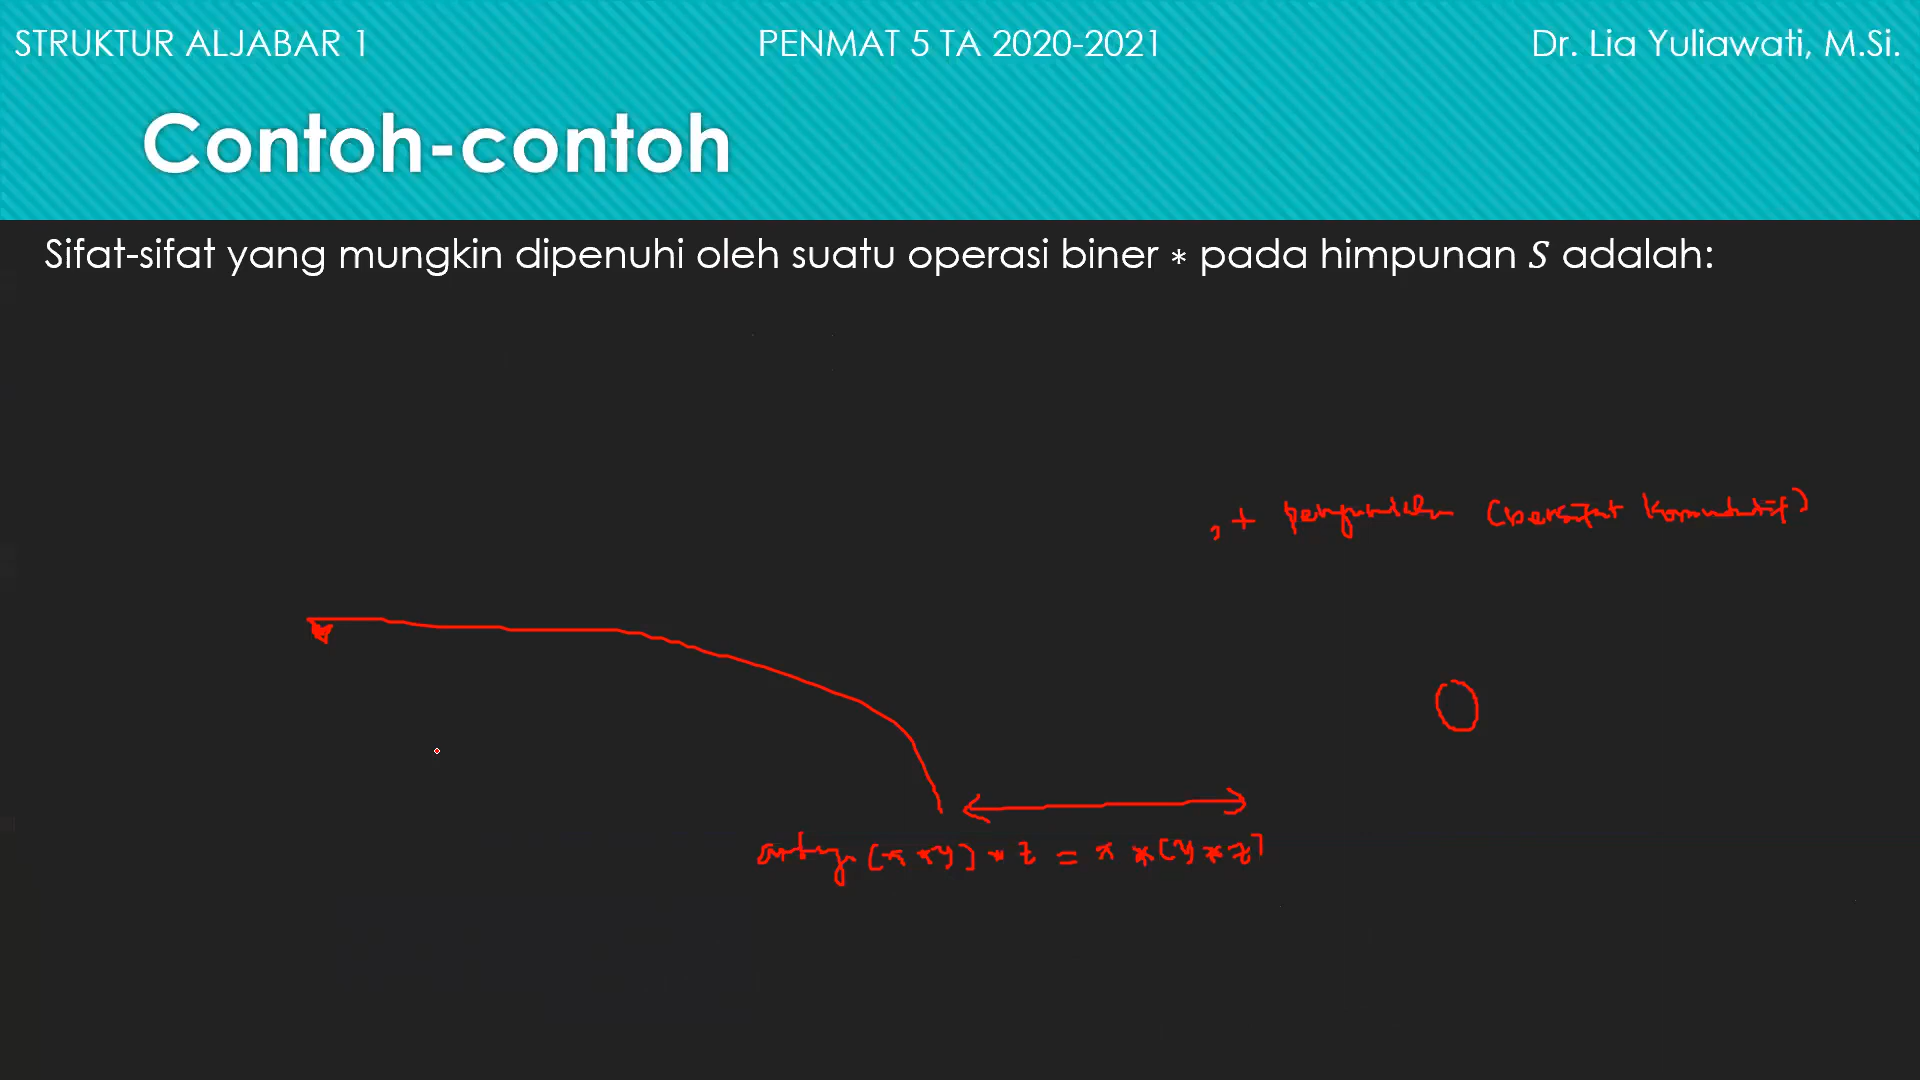 STRUKTUR ALJABAR 1 PENMAT 5 TA 2020-2021 Dr. Lia Yuliawati, M.Si.
Contoh-contoh
Sifat-sifat yang mungkin dipenuhi oleh suatu operasi biner ∗ pada himpunan S adalah:
, + (bersifat komutatif)
0
(x * y) * z = x * (y * z)